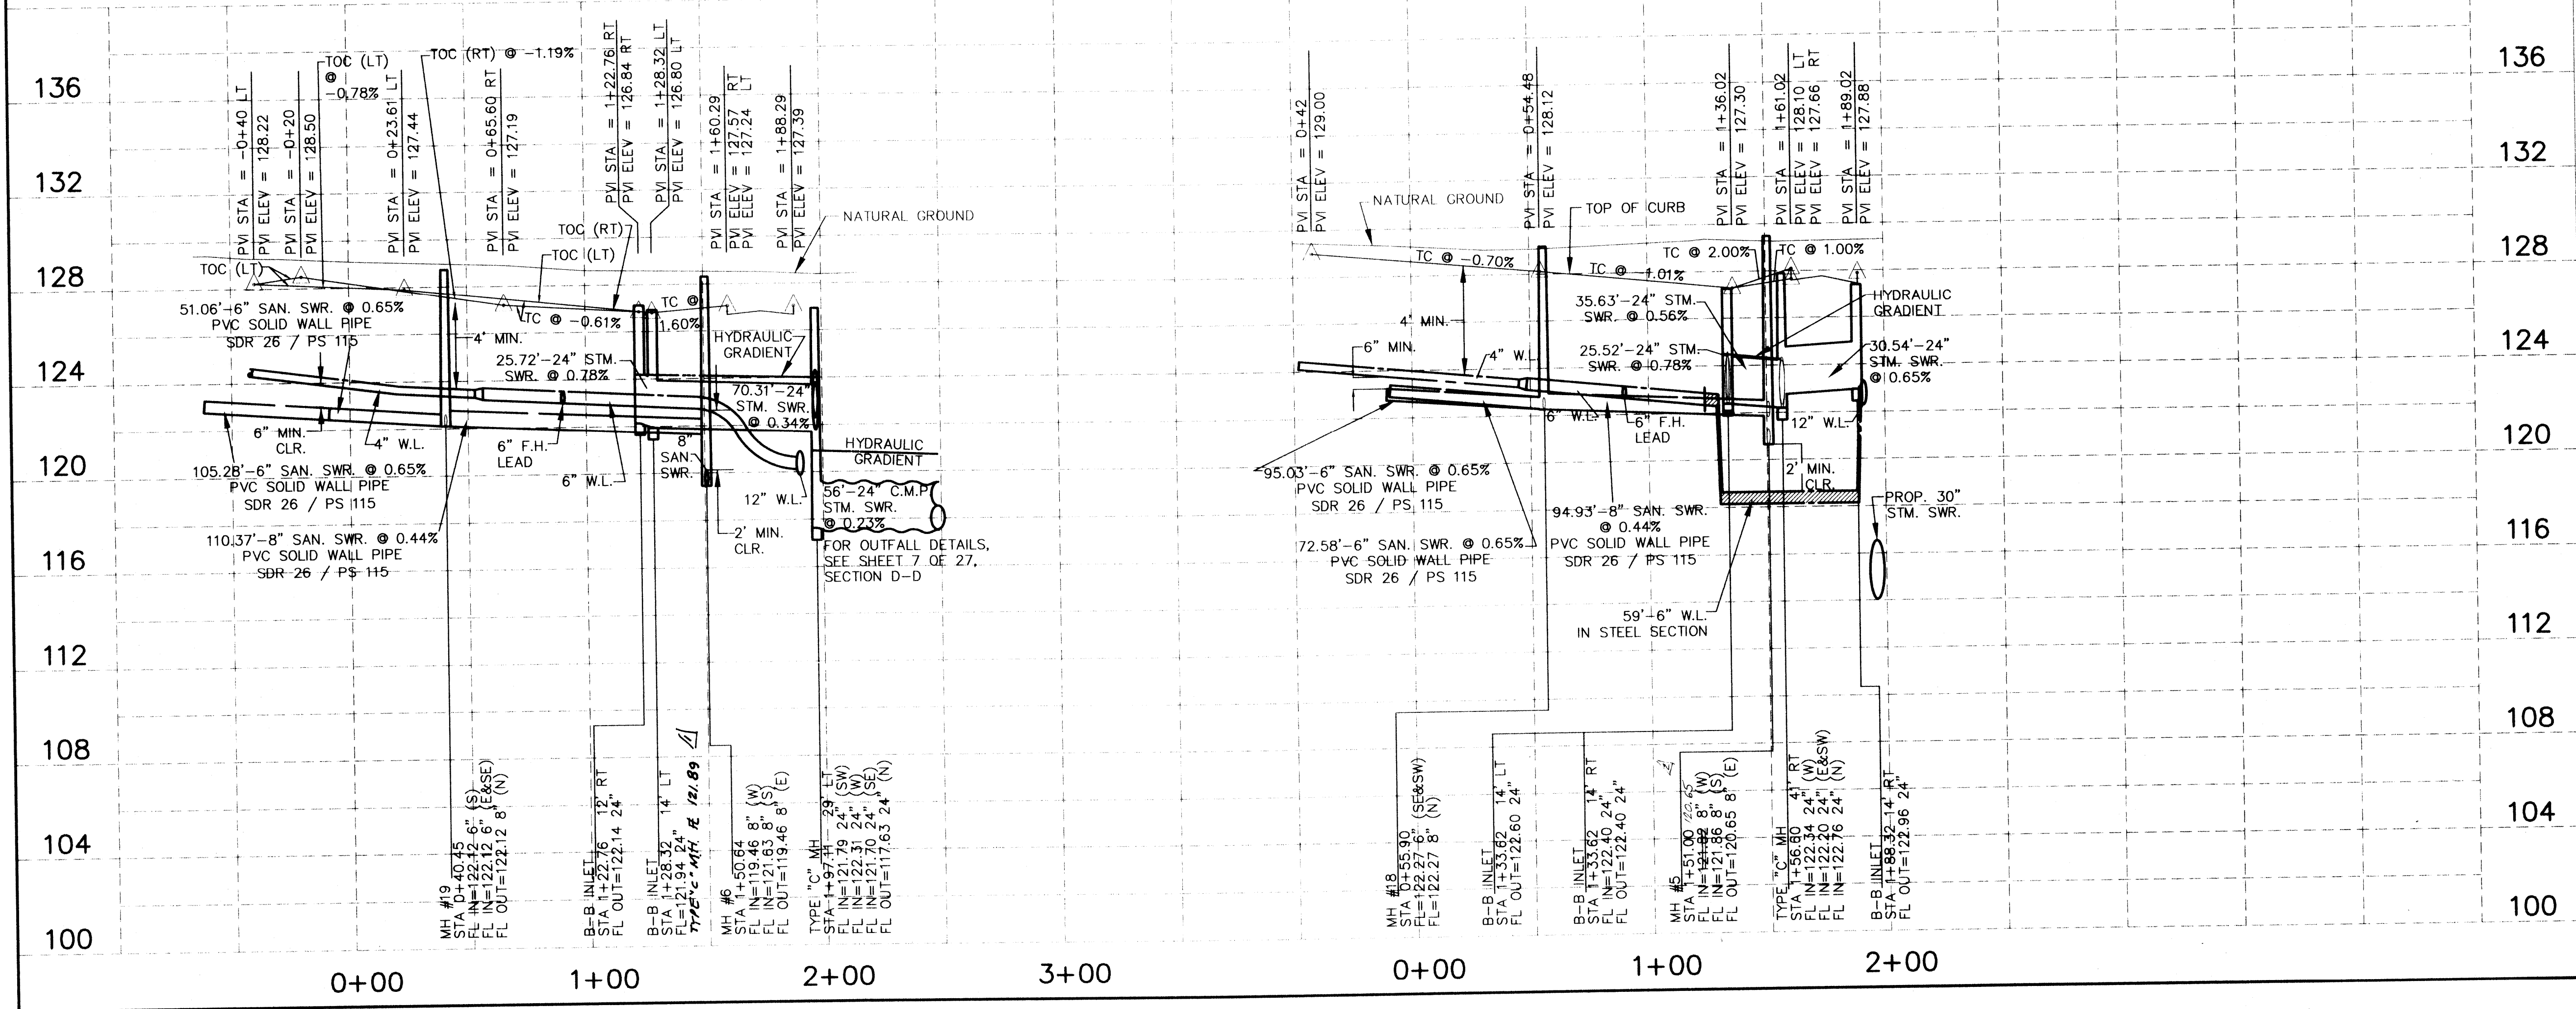 136
132
128
124
120
116
112
108
104
100
PVI STA = -0+40 LT
PVI ELEV = 128.22
PVI STA = -0+20
PVI ELEV = 128.50
TOC (LT)
@
-0.78%
PVI STA = 0+23.61 LT
PVI ELEV = 127.44
TOC (RT) @ -1.19%
PVI STA = 0+65.60 RT
PVI ELEV = 127.19
PVI STA = 1+22.76 RT
PVI ELEV = 126.84 RT
PVI STA = 1+28.32 LT
PVI ELEV = 126.80 LT
PVI STA = 1+60.29
PVI ELEV = 127.57 RT
PVI ELEV = 127.24 LT
PVI STA = 1+88.29
PVI ELEV = 127.39
NATURAL GROUND
TOC (RT)
TOC (LT)
TOC (LT)
51.06'-6" SAN. SWR. @ 0.65%
PVC SOLID WALL PIPE
SDR 26 / PS 115
4' MIN.
TC @ -0.61%
TC @
1.60%
HYDRAULIC
GRADIENT
25.72'-24" STM.
SWR. @ 0.78%
70.31'-24"
STM. SWR.
@ 0.34%
6" MIN.
CLR.
4" W.L.
6" F.H.
LEAD
6" W.L.
8"
SAN.
SWR.
12" W.L.
HYDRAULIC
GRADIENT
105.28'-6" SAN. SWR. @ 0.65%
PVC SOLID WALL PIPE
SDR 26 / PS 115
56'-24" C.M.P
STM. SWR.
@ 0.23%
2' MIN.
CLR.
110.37'-8" SAN. SWR. @ 0.44%
PVC SOLID WALL PIPE
SDR 26 / PS 115
FOR OUTFALL DETAILS,
SEE SHEET 7 OF 27,
SECTION D-D
MH #19
STA 0+40.45
FL IN=122.12 6" (S)
FL IN=122.12 6" (E&SE)
FL OUT=122.12 8" (N)
B-B INLET
STA 1+22.76 12' RT
FL OUT=122.14 24"
B-B INLET
STA 1+28.32 14' LT
FL=121.94 24"
TYPE "C" MH. FL 121.89
MH #6
STA 1+50.64
FL IN=119.46 8" (W)
FL IN=121.63 8" (S)
FL OUT=119.46 8" (E)
TYPE "C" MH
STA 1+97.11 29' LT
FL IN=121.79 24" (SW)
FL IN=122.31 24" (W)
FL IN=121.70 24" (SE)
FL OUT=117.63 24" (N)
0+00
1+00
2+00
3+00
PVI STA = 0+42
PVI ELEV = 129.00
PVI STA = 0+54.48
PVI ELEV = 128.12
PVI STA = 1+36.02
PVI ELEV = 127.30
PVI STA = 1+61.02
PVI ELEV = 128.10 LT
PVI ELEV = 127.66 RT
PVI STA = 1+89.02
PVI ELEV = 127.88
NATURAL GROUND
TOP OF CURB
TC @ -0.70%
TC @ -1.01%
TC @ 2.00%
TC @ 1.00%
35.63'-24" STM.
SWR. @ 0.56%
HYDRAULIC
GRADIENT
4' MIN.
6" MIN.
4" W.L.
25.52'-24" STM.
SWR. @ 0.78%
30.54'-24"
STM. SWR.
@ 0.65%
6" W.L.
6" F.H.
LEAD
12" W.L.
95.03'-6" SAN. SWR. @ 0.65%
PVC SOLID WALL PIPE
SDR 26 / PS 115
2' MIN.
CLR.
PROP. 30"
STM. SWR.
94.93'-8" SAN. SWR.
@ 0.44%
PVC SOLID WALL PIPE
SDR 26 / PS 115
72.58'-6" SAN. SWR. @ 0.65%
PVC SOLID WALL PIPE
SDR 26 / PS 115
59'-6" W.L.
IN STEEL SECTION
MH #18
STA 0+55.90
FL=122.27 6" (SE&SW)
FL=122.27 8" (N)
B-B INLET
STA 1+33.62 14' LT
FL OUT=122.60 24"
B-B INLET
STA 1+33.62 14' RT
FL IN=122.40 24"
FL OUT=122.40 24"
MH #5
STA 1+51.00
120.65
FL IN=121.82 8" (W)
FL IN=121.86 8" (S)
FL OUT=120.65 8" (E)
TYPE "C" MH
STA 1+56.60 41' RT
FL IN=122.34 24" (W)
FL IN=122.20 24" (E&SW)
FL IN=122.76 24" (N)
B-B INLET
STA 1+88.32 14' RT
FL OUT=122.96 24"
0+00
1+00
2+00
136
132
128
124
120
116
112
108
104
100